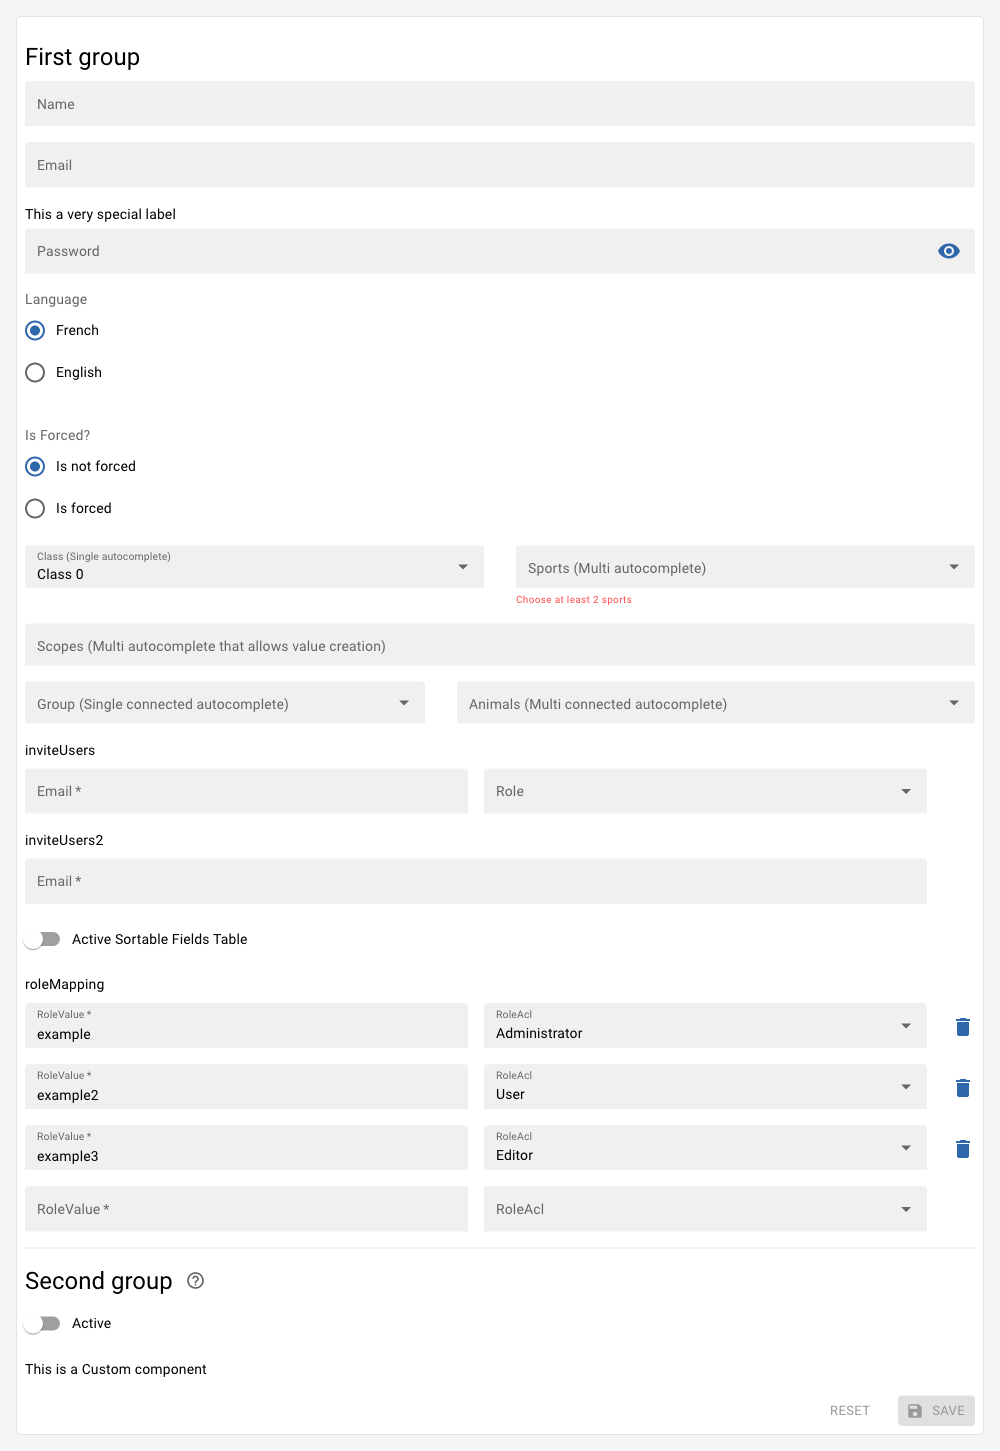 First group
Name
Email
This a very special label
Password
Language
French
English
Is Forced?
Is not forced
Is forced
Class (Single autocomplete)
Class 0
Sports (Multi autocomplete)
Choose at least 2 sports
Scopes (Multi autocomplete that allows value creation)
Group (Single connected autocomplete)
Animals (Multi connected autocomplete)
inviteUsers
Email *
Role
inviteUsers2
Email *
Active Sortable Fields Table
roleMapping
RoleValue *
example
RoleAcl
Administrator
RoleValue *
example2
RoleAcl
User
RoleValue *
example3
RoleAcl
Editor
RoleValue *
RoleAcl
Second group
Active
This is a Custom component
RESET
SAVE